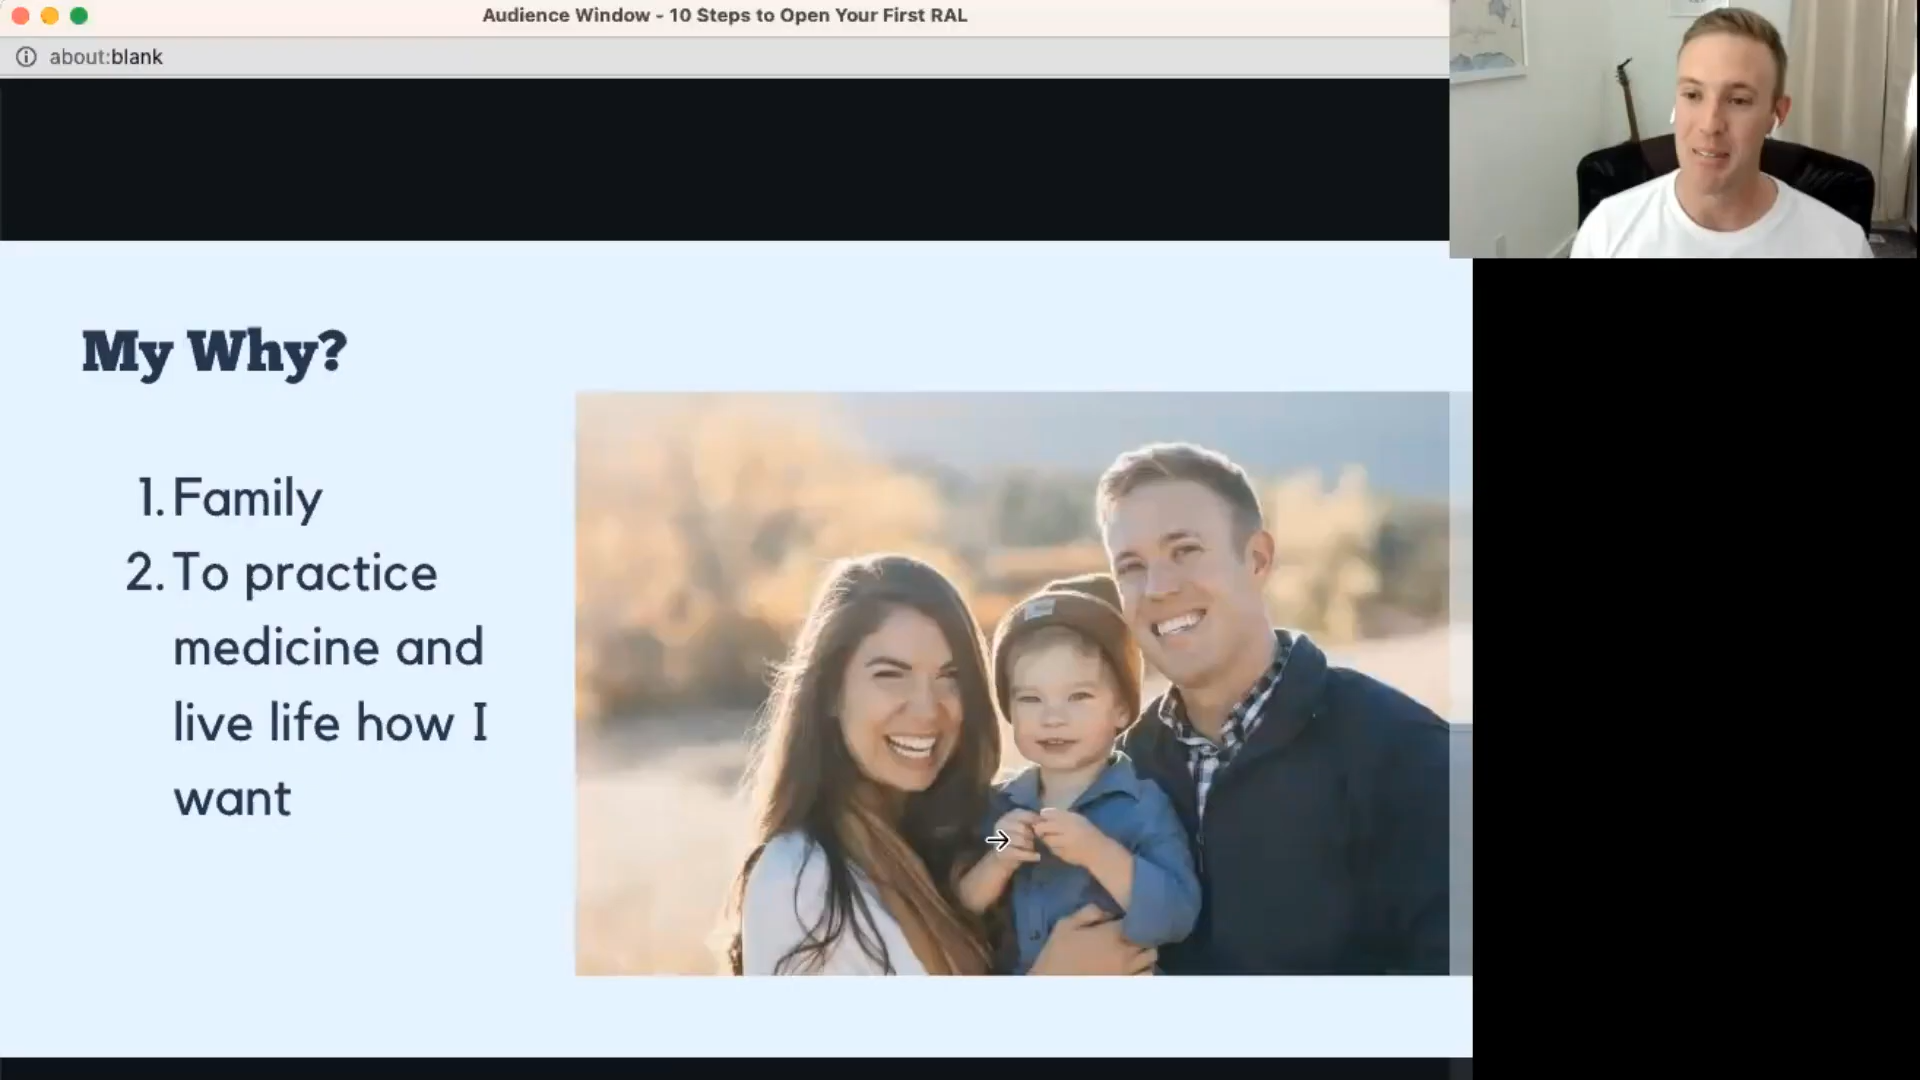 Audience Window - 10 Steps to Open Your First RAL
about:blank
My Why?
1. Family
2. To practice
medicine and
live life how I
want